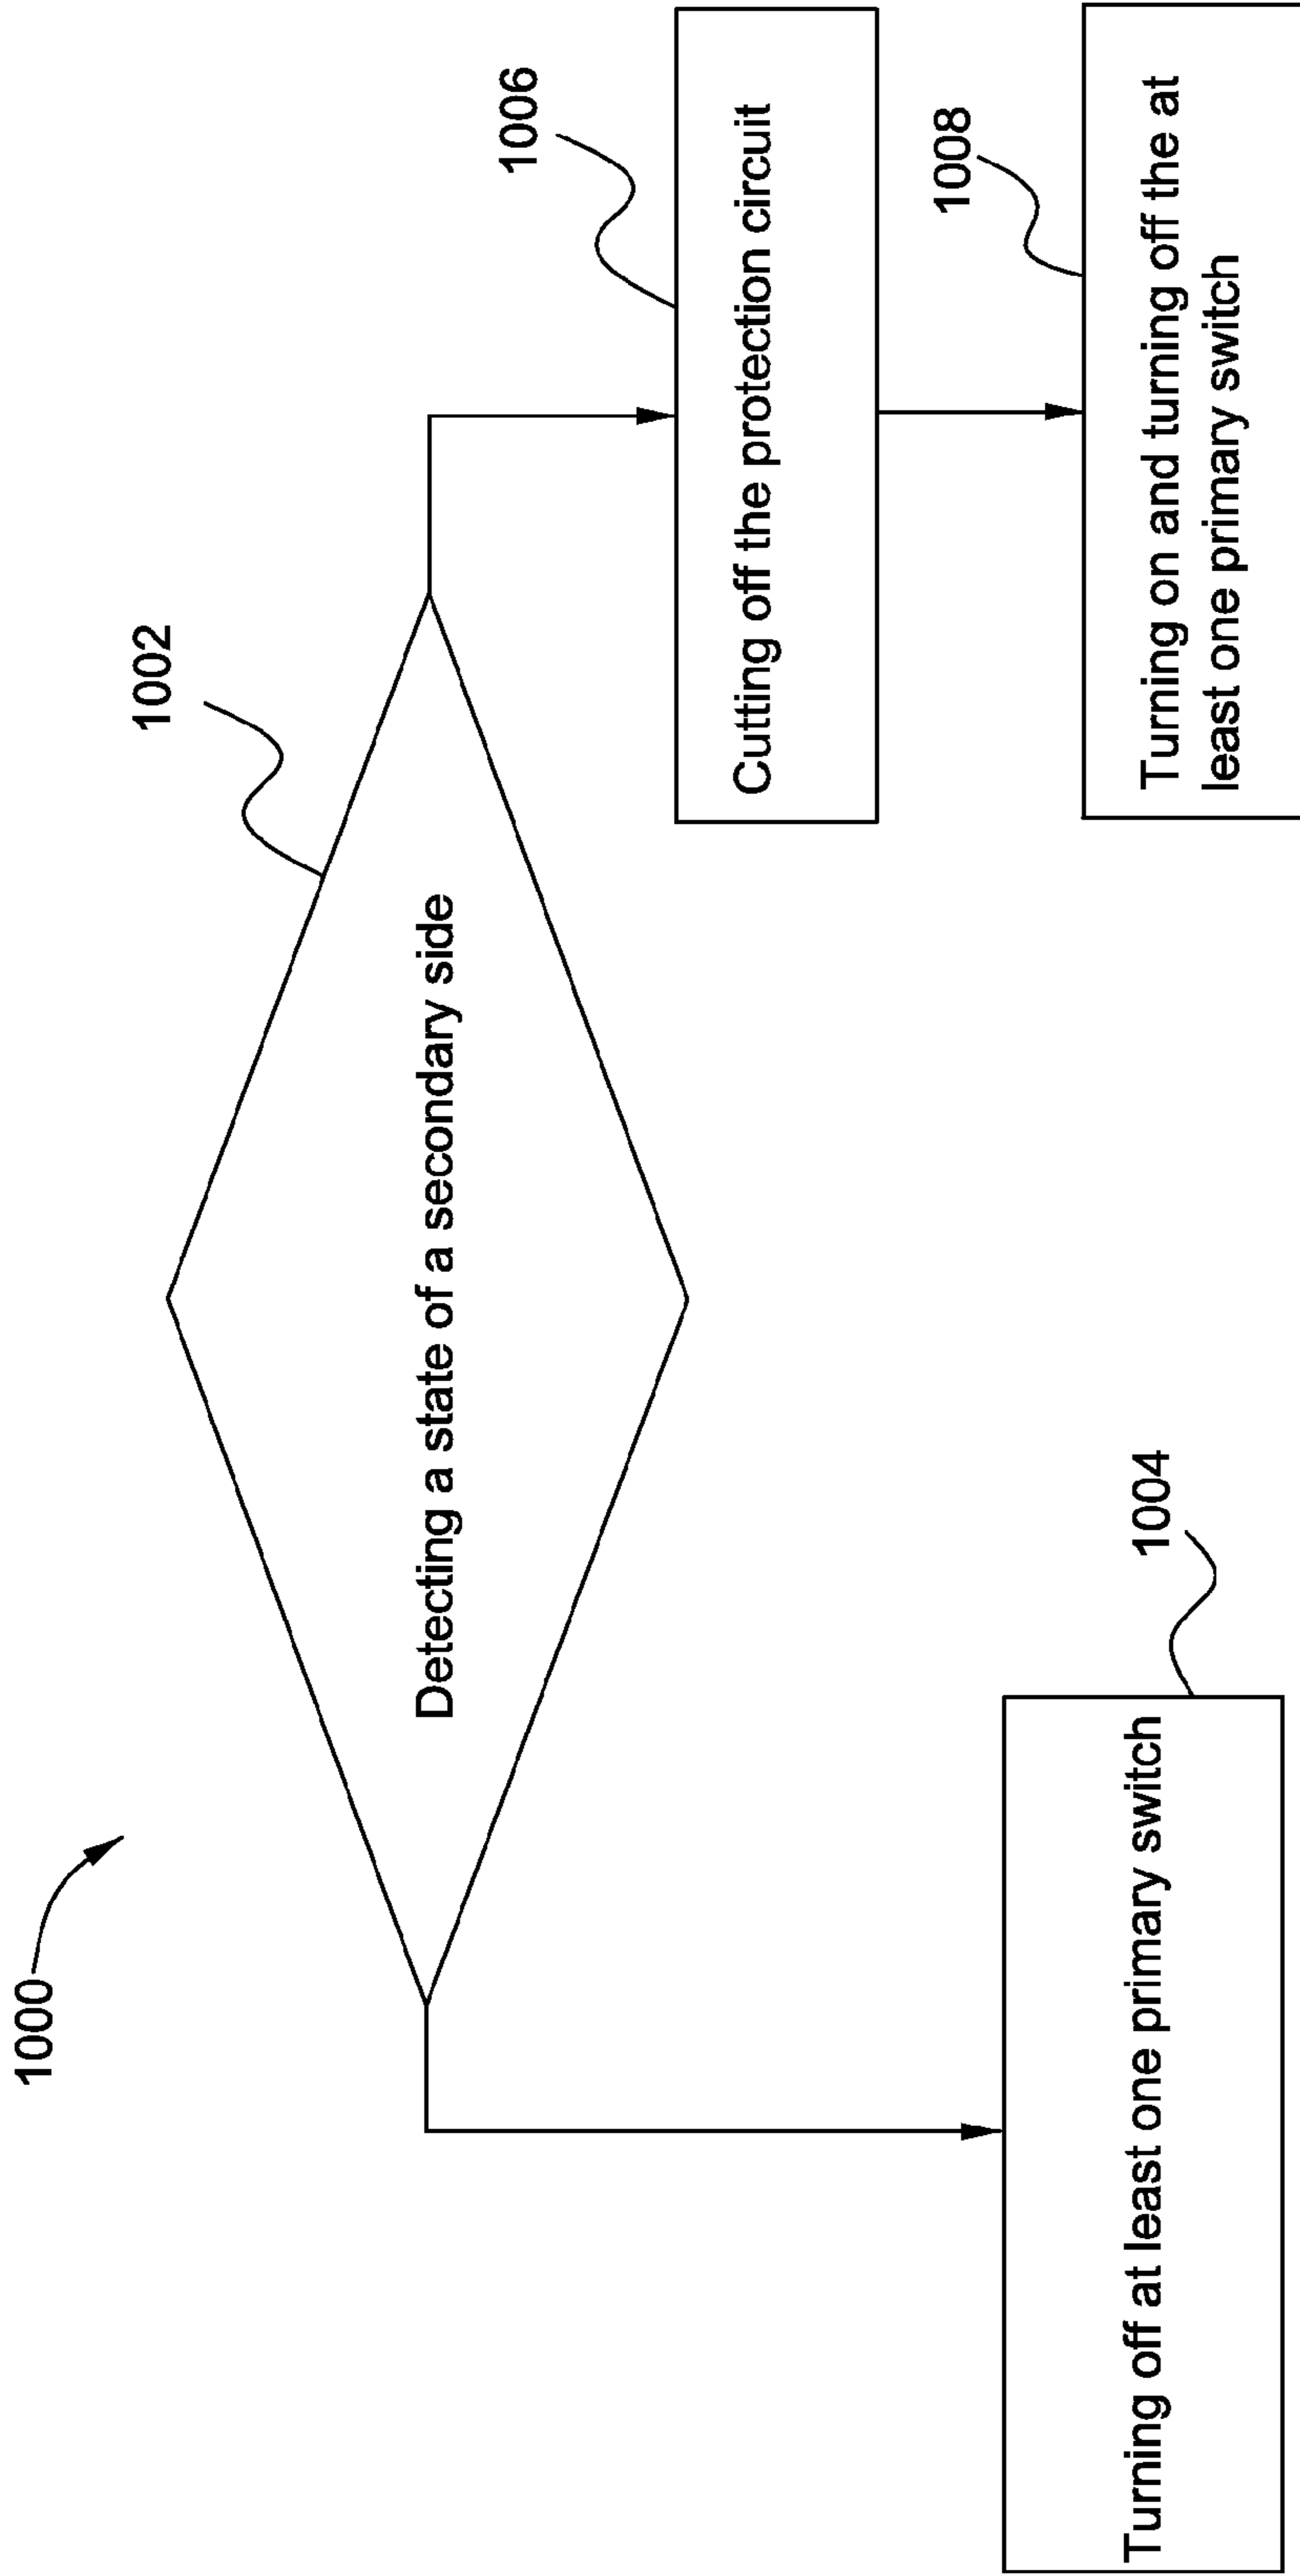 1000
1002
Detecting a state of a secondary side
1006
Cutting off the protection circuit
1004
Turning off at least one primary switch
1008
Turning on and turning off the at
least one primary switch